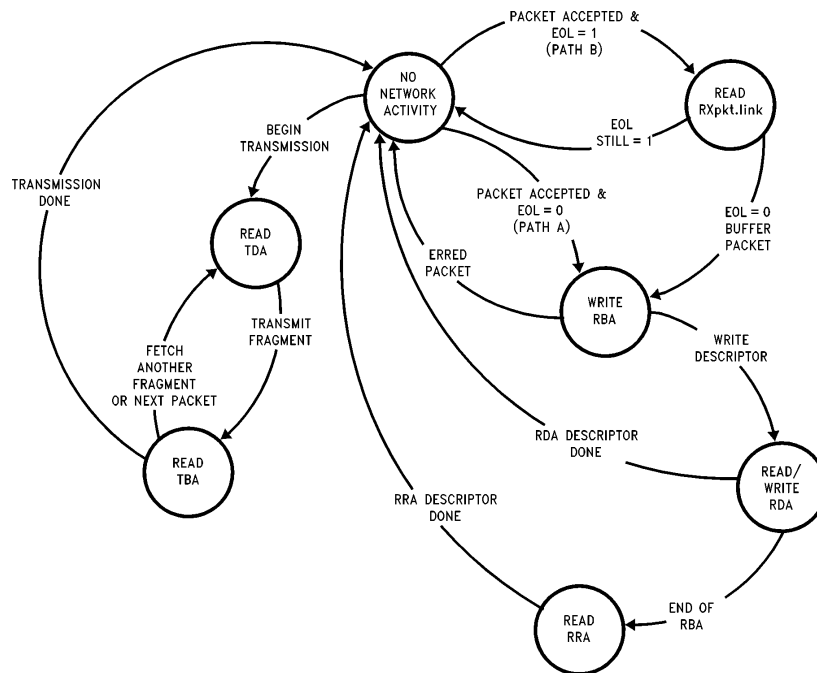 PACKET ACCEPTED &
EOL = 1
(PATH B)
NO
NETWORK
ACTIVITY
READ
RXpkt.link
BEGIN
TRANSMISSION
EOL
STILL = 1
TRANSMISSION
DONE
PACKET ACCEPTED &
EOL = 0
(PATH A)
EOL = 0
BUFFER
PACKET
READ
TDA
ERRED
PACKET
WRITE
RBA
TRANSMIT
FRAGMENT
WRITE
DESCRIPTOR
FETCH
ANOTHER
FRAGMENT
OR NEXT PACKET
RDA DESCRIPTOR
DONE
READ
TBA
READ/
WRITE
RDA
RRA DESCRIPTOR
DONE
END OF
RBA
READ
RRA